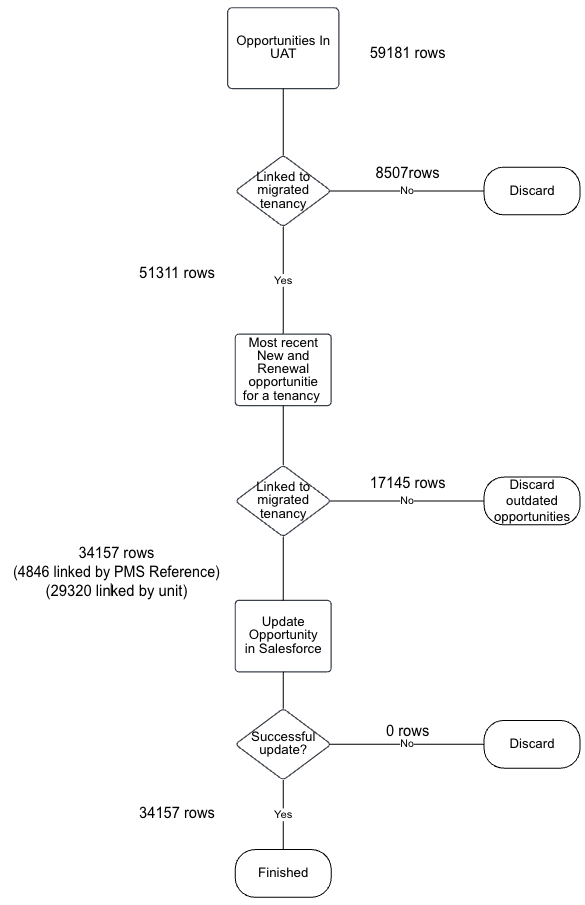 Opportunities In
UAT
59181 rows
Linked to
migrated
tenancy
8507rows
No
Discard
51311 rows
Yes
Most recent
New and
Renewal
opportunitie
for a tenancy
Linked to
migrated
tenancy
17145 rows
No
Discard
outdated
opportunities
34157 rows
(4846 linked by PMS Reference)
(29320 linked by unit)
Update
Opportunity
in Salesforce
Successful
update?
0 rows
No
Discard
34157 rows
Yes
Finished